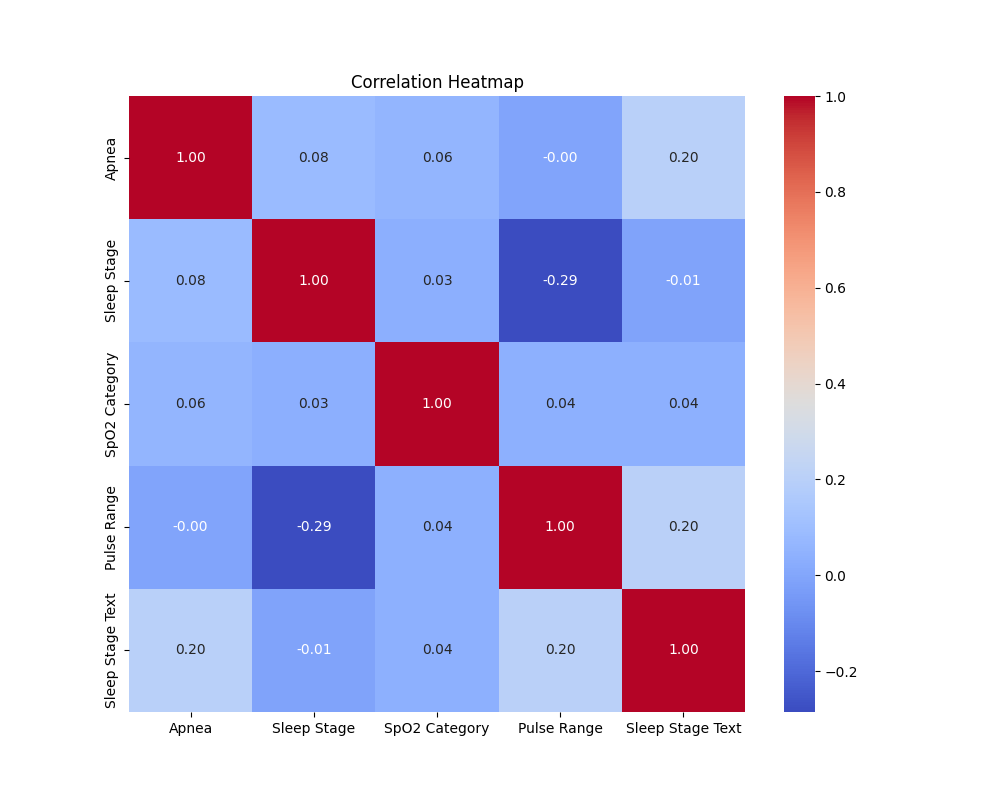 Correlation Heatmap
Apnea 1.00 0.08 0.06 -0.00 0.20
Sleep Stage 0.08 1.00 0.03 -0.29 -0.01
SpO2 Category 0.06 0.03 1.00 0.04 0.04
Pulse Range -0.00 -0.29 0.04 1.00 0.20
Sleep Stage Text 0.20 -0.01 0.04 0.20 1.00
Apnea Sleep Stage SpO2 Category Pulse Range Sleep Stage Text
1.0
0.8
0.6
0.4
0.2
0.0
−0.2